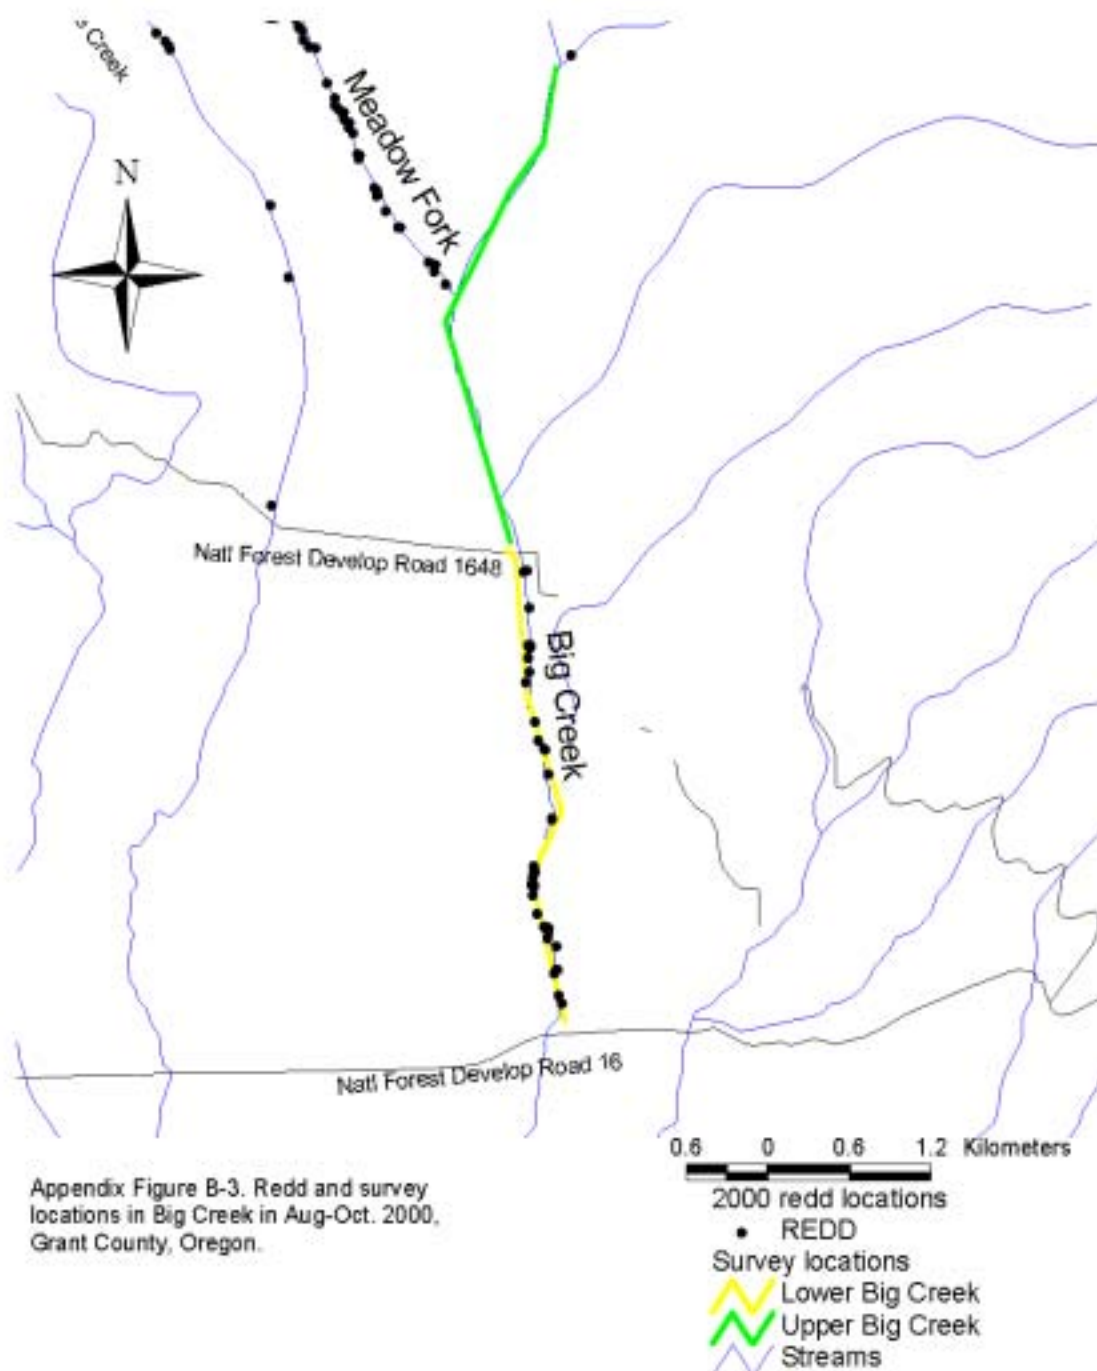 s Creek
Meadow Fork
N
Natl Forest Develop Road 1648
Big Creek
Natl Forest Develop Road 16
0.6 0 0.6 1.2 Kilometers
2000 redd locations
REDD
Survey locations
Lower Big Creek
Upper Big Creek
Streams
Appendix Figure B-3. Redd and survey
locations in Big Creek in Aug-Oct. 2000,
Grant County, Oregon.